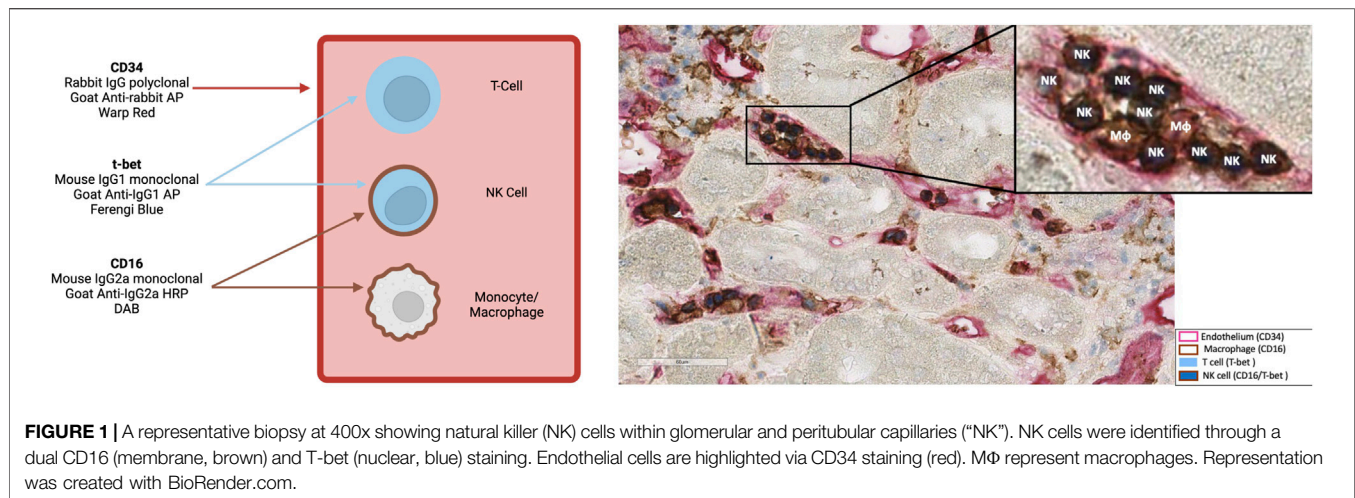 CD34
Rabbit IgG polyclonal
Goat Anti-rabbit AP
Warp Red
t-bet
Mouse IgG1 monoclonal
Goat Anti-IgG1 AP
Ferengi Blue
CD16
Mouse IgG2a monoclonal
Goat Anti-IgG2a HRP
DAB
T-Cell
NK Cell
Monocyte/
Macrophage
NK
NK
NK
NK
NK
NK
MΦ
MΦ
NK
NK
NK
NK
Endothelium (CD34)
Macrophage (CD16)
T cell (T-bet )
NK cell (CD16/T-bet )
FIGURE 1 | A representative biopsy at 400x showing natural killer (NK) cells within glomerular and peritubular capillaries (“NK”). NK cells were identified through a
dual CD16 (membrane, brown) and T-bet (nuclear, blue) staining. Endothelial cells are highlighted via CD34 staining (red). MΦ represent macrophages. Representation
was created with BioRender.com.